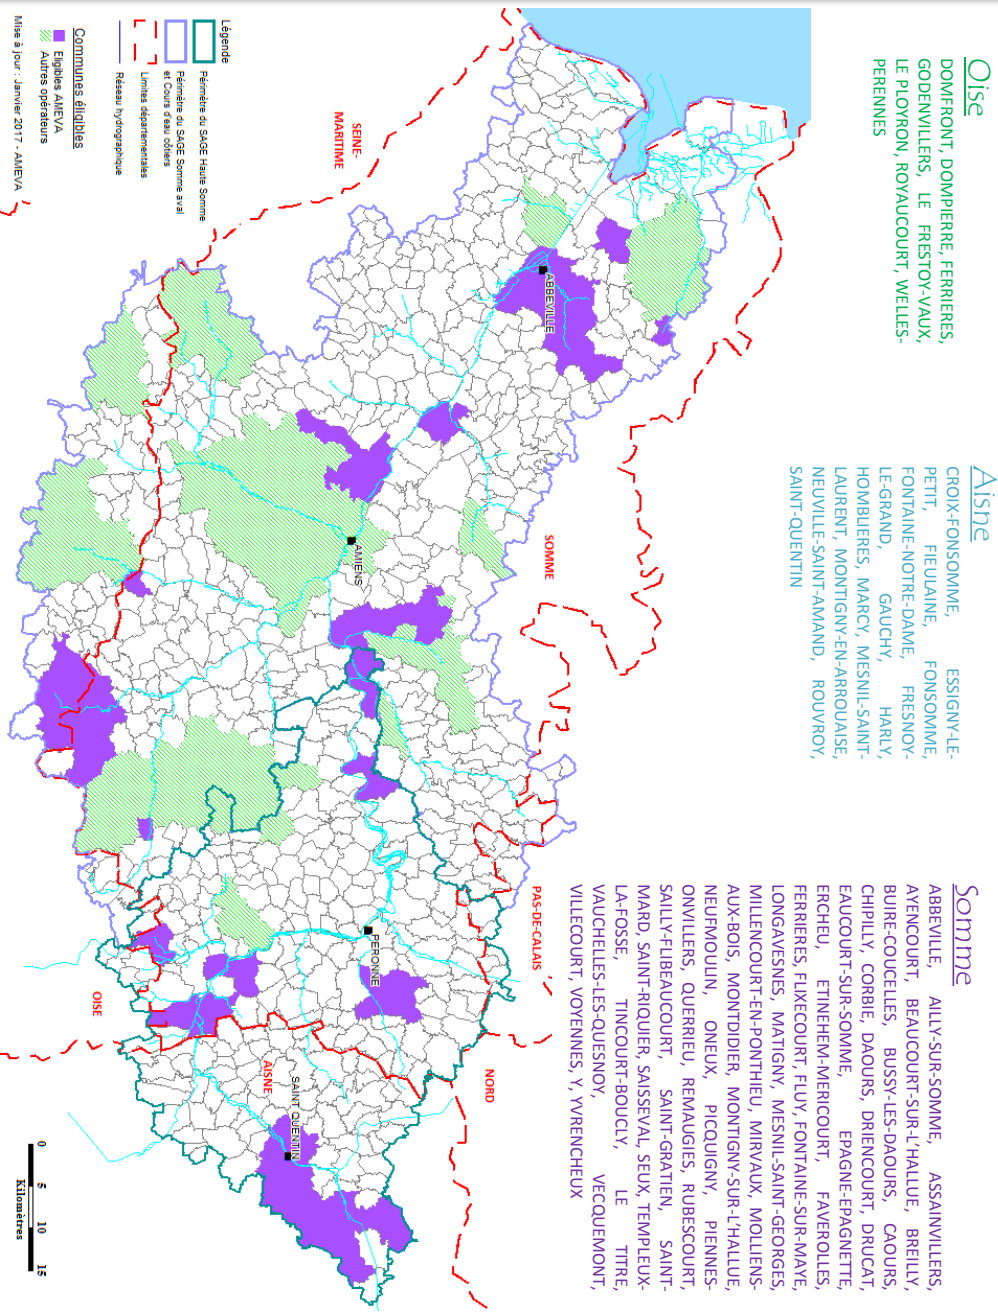 Oise
DOMFRONT, DOMPIERRE, FERRIERES,
GODENVILLERS, LE FRESTOY-VAUX,
LE PLOYRON, ROYAUCOURT, WELLES-
PERENNES
Aisne
CROIX-FONSOMME, ESSIGNY-LE-
PETIT, FIEULAINE, FONSOMME,
FONTAINE-NOTRE-DAME, FRESNOY-
LE-GRAND, GAUCHY, HARLY,
HOMBLIERES, MARCY, MESNIL-SAINT-
LAURENT, MONTIGNY-EN-ARROUAISE,
NEUVILLE-SAINT-AMAND, ROUVROY,
SAINT-QUENTIN
Somme
ABBEVILLE, AILLY-SUR-SOMME, ASSAINVILLERS,
AYENCOURT, BEAUCOURT-SUR-L'HALLUE, BREILLY,
BUIRE-COUCELLES, BUSSY-LES-DAOURS, CAOURS,
CHIPILLY, CORBIE, DAOURS, DRIENCOURT, DRUCAT,
EAUCOURT-SUR-SOMME, EPAGNE-EPAGNETTE,
ERCHEU, ETINEHEM-MERICOURT, FAVEROLLES,
FERRIERES, FLIXECOURT, FLUY, FONTAINE-SUR-MAYE,
LONGAVESNES, MATIGNY, MESNIL-SAINT-GEORGES,
MILLENCOURT-EN-PONTHIEU, MIRVAUX, MOLLIENS-
AUX-BOIS, MONTDIDIER, MONTIGNY-SUR-L'HALLUE,
NEUFMOULIN, ONEUX, PICQUIGNY, PIENNES-
ONVILLERS, QUERRIEU, REMAUGIES, RUBESCOURT,
SAILLY-FLIBEAUCOURT, SAINT-GRATIEN, SAINT-
MARD, SAINT-RIQUIER, SAISSEVAL, SEUX, TEMPLEUX-
LA-FOSSE, TINCOURT-BOUCLY, LE TITRE,
VAUCHELLES-LES-QUESNOY, VECQUEMONT,
VILLECOURT, VOYENNES, Y, YVRENCHEUX
SOMME
PAS-DE-CALAIS
NORD
ABBEVILLE
AMIENS
PERONNE
SAINT QUENTIN
AISNE
OISE
SEINE-
MARITIME
Légende
Périmètre du SAGE Haute Somme
Périmètre du SAGE Somme aval
et Cours d'eau côtiers
Limites départementales
Réseau hydrographique
Communes éligibles
Eligibles AMEVA
Autres opérateurs
Mise à jour : Janvier 2017 - AMEVA
0 5 10 15
Kilomètres